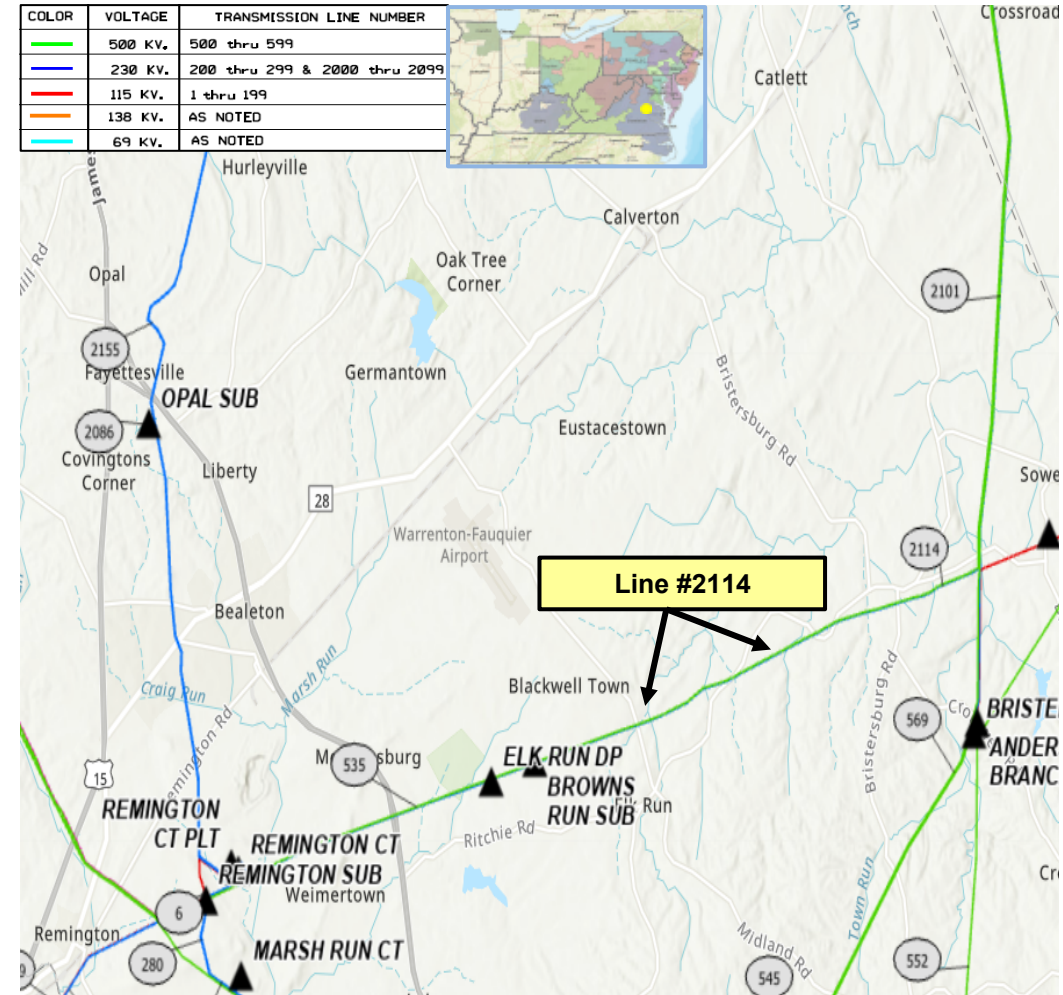 COLOR VOLTAGE TRANSMISSION LINE NUMBER
500 KV. 500 thru 599
230 KV. 200 thru 299 & 2000 thru 2099
115 KV. 1 thru 199
138 KV. AS NOTED
69 KV. AS NOTED
Crossroad
Catlett
Hurleyville
Calverton
Oak Tree
Corner
Opal
2101
2155
Fayettesville
Germantown
OPAL SUB
Bristersburg Rd
2086
Covingtons
Corner
Eustacestown
Liberty
28
Warrenton-Fauquier
Airport
2114
Line #2114
Bealeton
Marsh Run
Craig Run
Blackwell Town
Bristersburg Rd
569
535
ELK RUN DP
BROWNS
RUN SUB
Elk Run
15
Remington Rd
REMINGTON
CT PLT
REMINGTON CT
REMINGTON SUB
Ritchie Rd
Weimertown
Town Run
6
Remington
MARSH RUN CT
280
Midland Rd
545
552